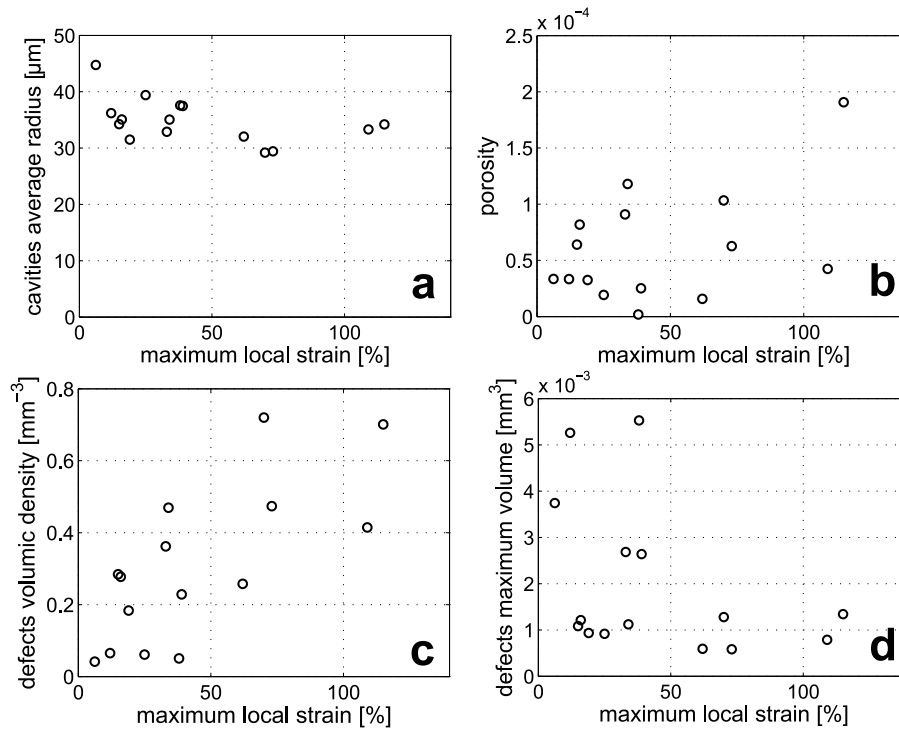 50
40
30
20
10
0
0
50
100
cavities average radius [µm]
maximum local strain [%]
a
x 10⁻⁴
2.5
2
1.5
1
0.5
0
0
50
100
porosity
maximum local strain [%]
b
0.8
0.6
0.4
0.2
0
0
50
100
defects volumic density [mm⁻³]
maximum local strain [%]
c
x 10⁻³
6
5
4
3
2
1
0
0
50
100
defects maximum volume [mm³]
maximum local strain [%]
d